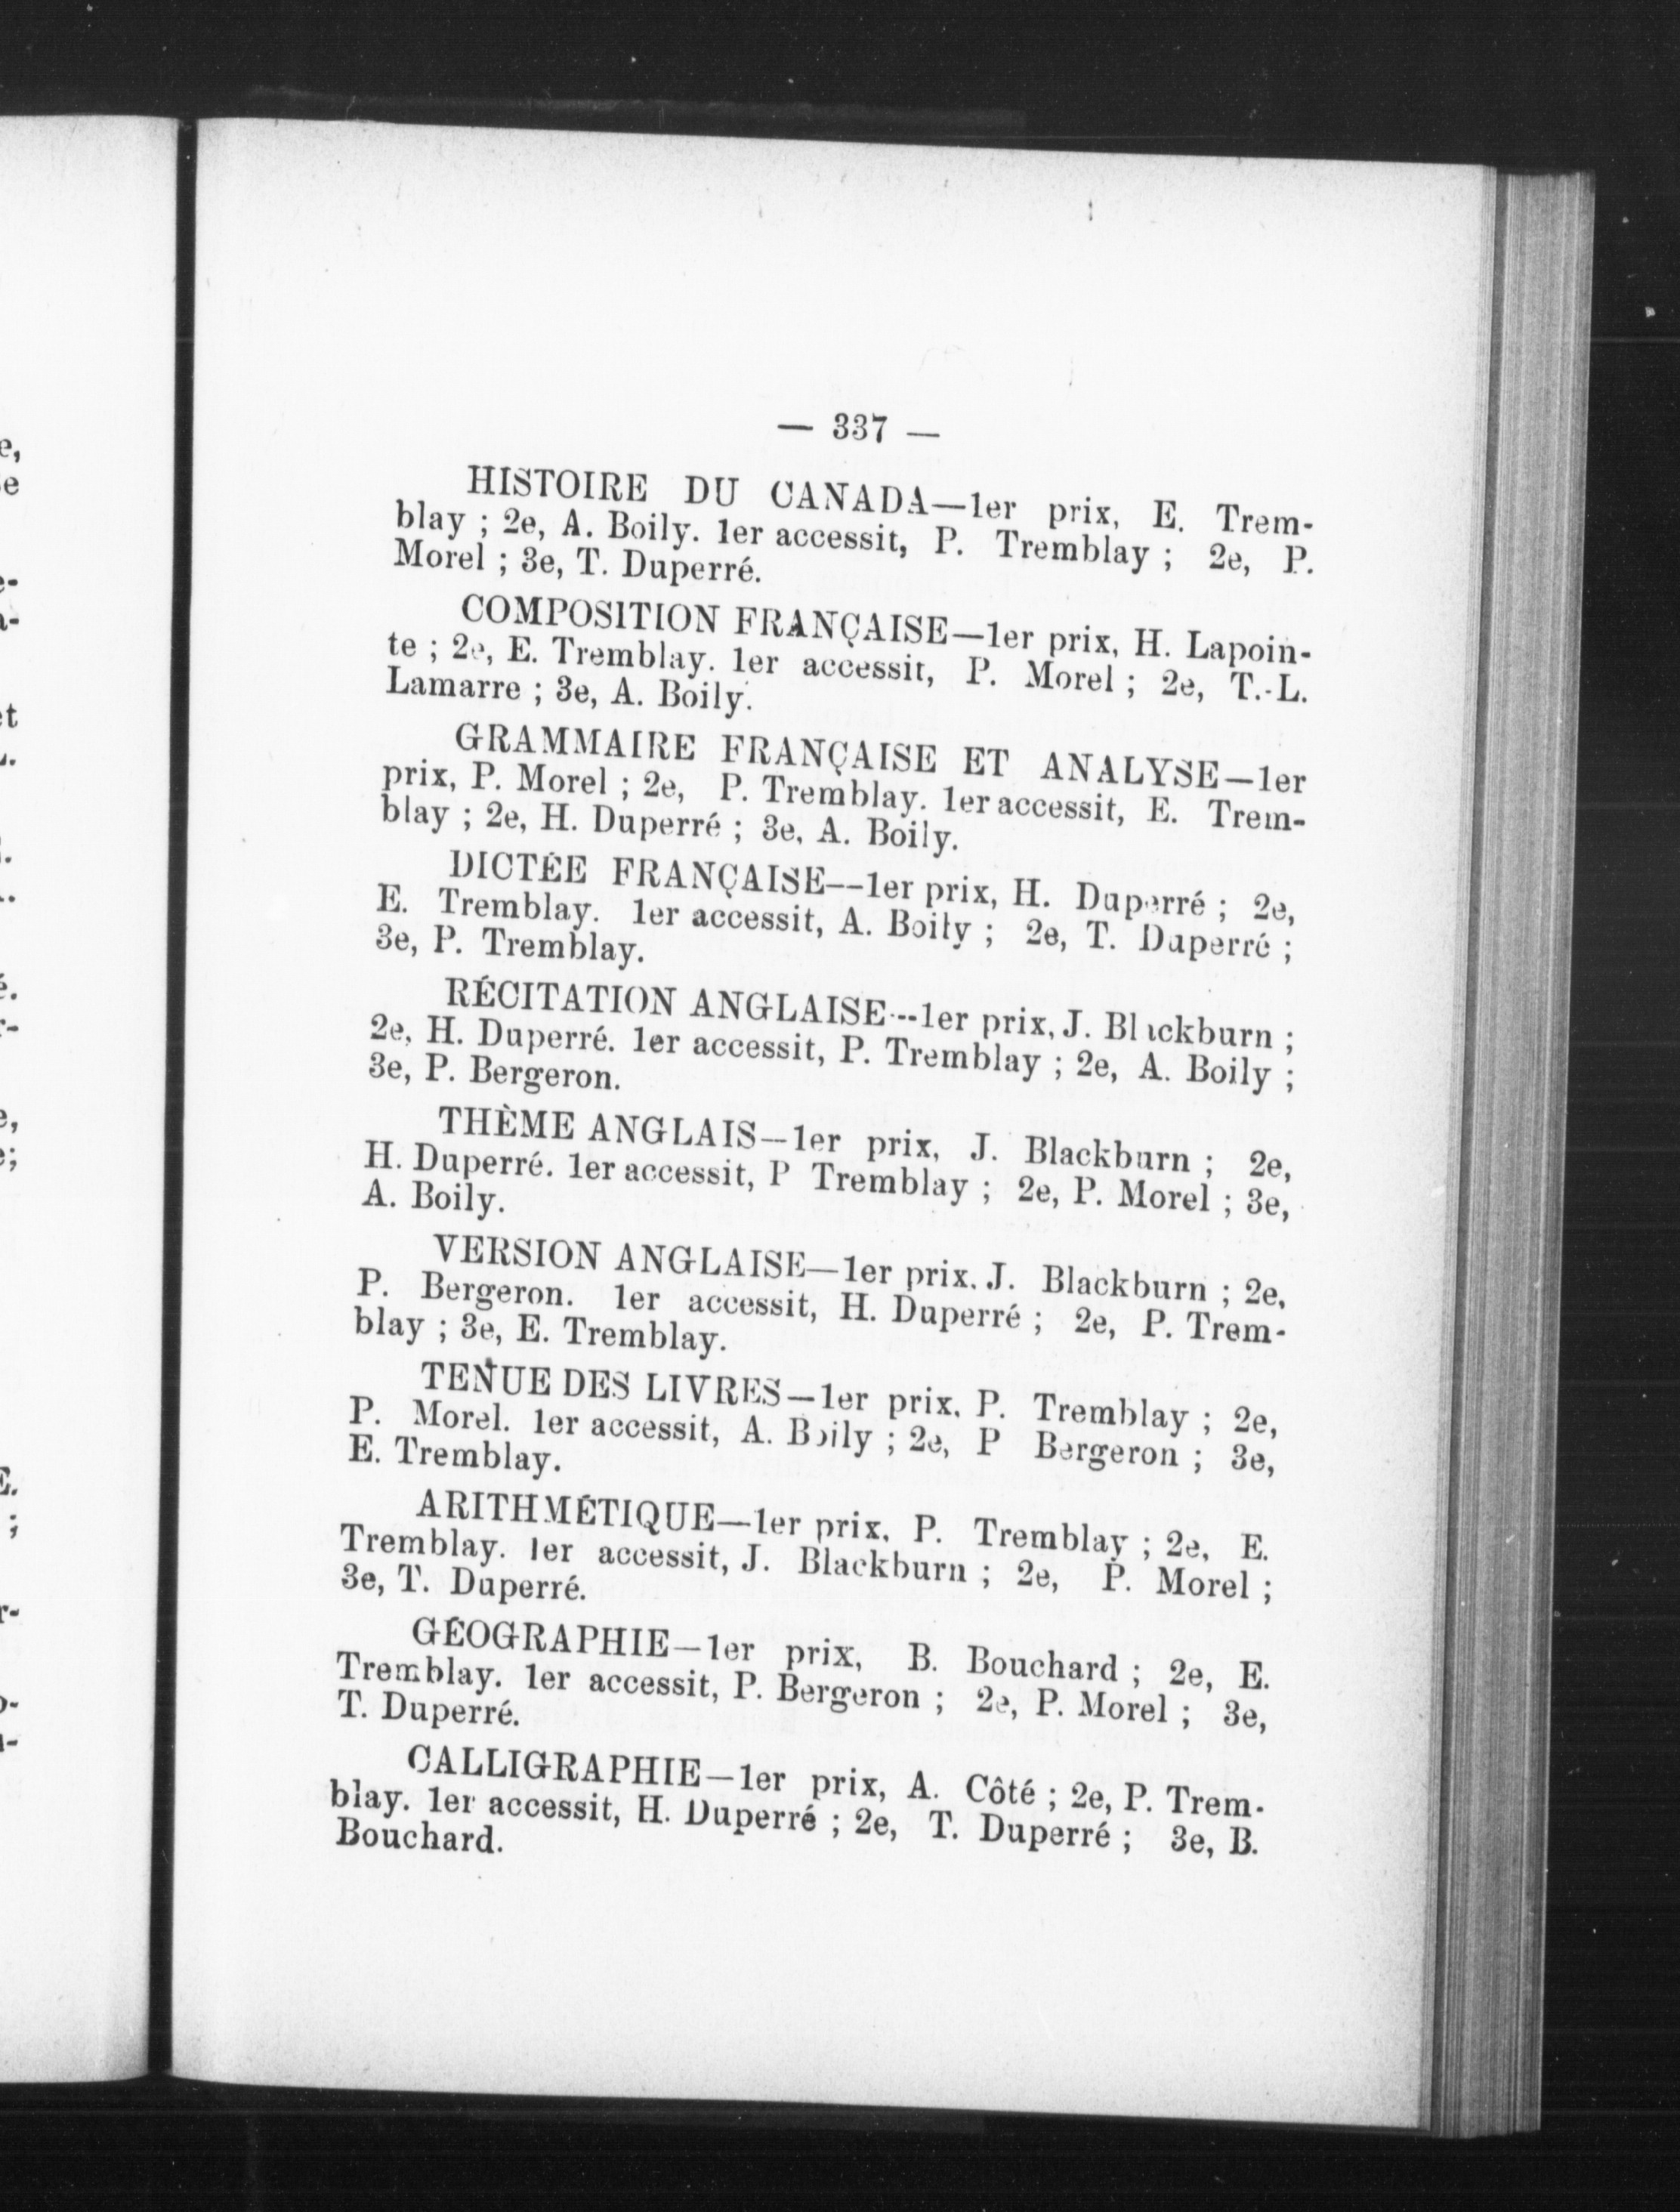 — 337 —
HISTOIRE DU CANADA—1er prix, E. Trem-
blay ; 2e, A. Boily. 1er accessit, P. Tremblay ; 2e, P.
Morel ; 3e, T. Duperré.
COMPOSITION FRANÇAISE—1er prix, H. Lapoin-
te ; 2e, E. Tremblay. 1er accessit, P. Morel ; 2e, T.-L.
Lamarre ; 3e, A. Boily.
GRAMMAIRE FRANÇAISE ET ANALYSE—1er
prix, P. Morel ; 2e, P. Tremblay. 1er accessit, E. Trem-
blay ; 2e, H. Duperré ; 3e, A. Boily.
DICTÉE FRANÇAISE--1er prix, H. Duperré ; 2e,
E. Tremblay. 1er accessit, A. Boily ; 2e, T. Duperré ;
3e, P. Tremblay.
RÉCITATION ANGLAISE---1er prix, J. Blackburn ;
2e, H. Duperré. 1er accessit, P. Tremblay ; 2e, A. Boily ;
3e, P. Bergeron.
THÈME ANGLAIS—1er prix, J. Blackburn ; 2e,
H. Duperré. 1er accessit, P Tremblay ; 2e, P. Morel ; 3e,
A. Boily.
VERSION ANGLAISE—1er prix. J. Blackburn ; 2e,
P. Bergeron. 1er accessit, H. Duperré ; 2e, P. Trem-
blay ; 3e, E. Tremblay.
TENUE DES LIVRES—1er prix. P. Tremblay ; 2e,
P. Morel. 1er accessit, A. Boily ; 2e, P Bergeron ; 3e,
E. Tremblay.
ARITHMÉTIQUE—1er prix. P. Tremblay ; 2e, E.
Tremblay. 1er accessit, J. Blackburn ; 2e, P. Morel ;
3e, T. Duperré.
GÉOGRAPHIE—1er prix, B. Bouchard ; 2e, E.
Tremblay. 1er accessit, P. Bergeron ; 2e, P. Morel ; 3e,
T. Duperré.
CALLIGRAPHIE—1er prix, A. Côté ; 2e, P. Trem-
blay. 1er accessit, H. Duperré ; 2e, T. Duperré ; 3e, B.
Bouchard.